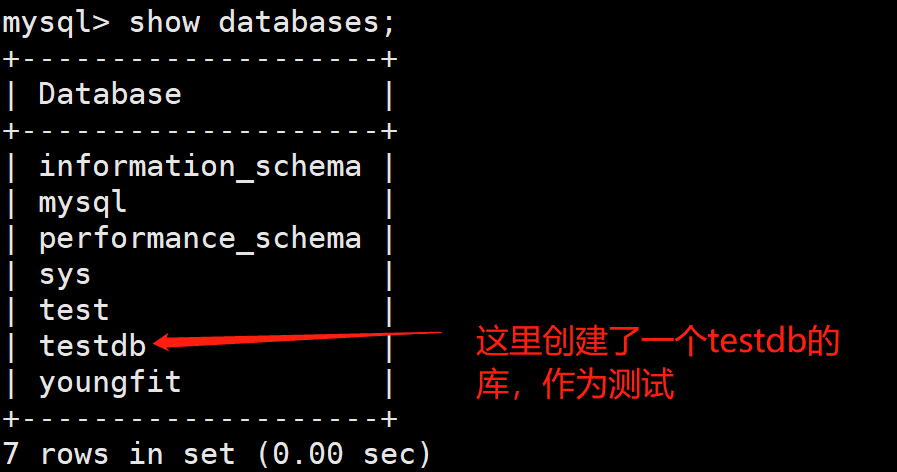 mysql> show databases;
+--------------------+
| Database           |
+--------------------+
| information_schema |
| mysql              |
| performance_schema |
| sys                |
| test               |
| testdb             |
这里创建了一个testdb的
库，作为测试
| youngfit           |
+--------------------+
7 rows in set (0.00 sec)